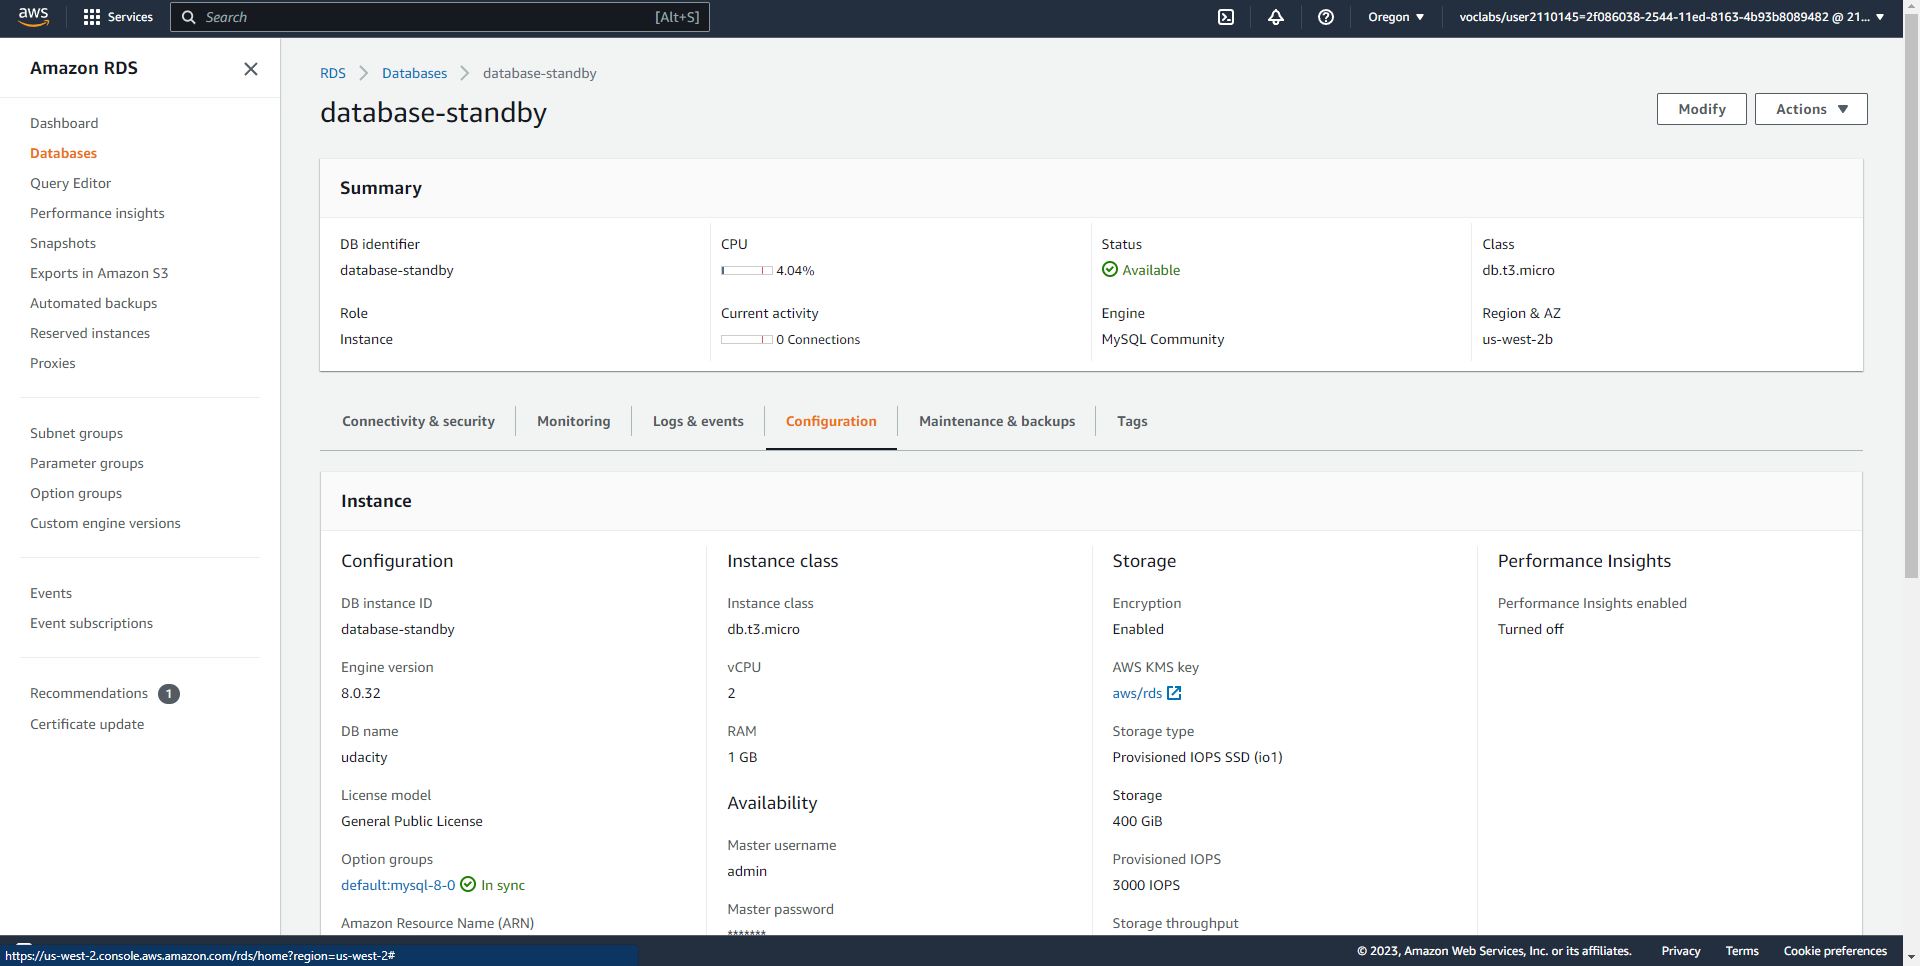 aws
Services
Search
[Alt+S]
Oregon ▼
voclabs/user2110145=2f086038-2544-11ed-8163-4b93b8089482 @ 21... ▼
Amazon RDS
Dashboard
Databases
Query Editor
Performance insights
Snapshots
Exports in Amazon S3
Automated backups
Reserved instances
Proxies
Subnet groups
Parameter groups
Option groups
Custom engine versions
Events
Event subscriptions
Recommendations 1
Certificate update
RDS > Databases > database-standby
database-standby
Modify
Actions ▼
Summary
DB identifier
database-standby
Role
Instance
CPU
4.04%
Current activity
0 Connections
Status
Available
Engine
MySQL Community
Class
db.t3.micro
Region & AZ
us-west-2b
Connectivity & security
Monitoring
Logs & events
Configuration
Maintenance & backups
Tags
Instance
Configuration
DB instance ID
database-standby
Engine version
8.0.32
DB name
udacity
License model
General Public License
Option groups
default:mysql-8-0 In sync
Amazon Resource Name (ARN)
Instance class
Instance class
db.t3.micro
vCPU
2
RAM
1 GB
Availability
Master username
admin
Master password
*******
Storage
Encryption
Enabled
AWS KMS key
aws/rds
Storage type
Provisioned IOPS SSD (io1)
Storage
400 GiB
Provisioned IOPS
3000 IOPS
Storage throughput
Performance Insights
Performance Insights enabled
Turned off
https://us-west-2.console.aws.amazon.com/rds/home?region=us-west-2#
© 2023, Amazon Web Services, Inc. or its affiliates.
Privacy
Terms
Cookie preferences